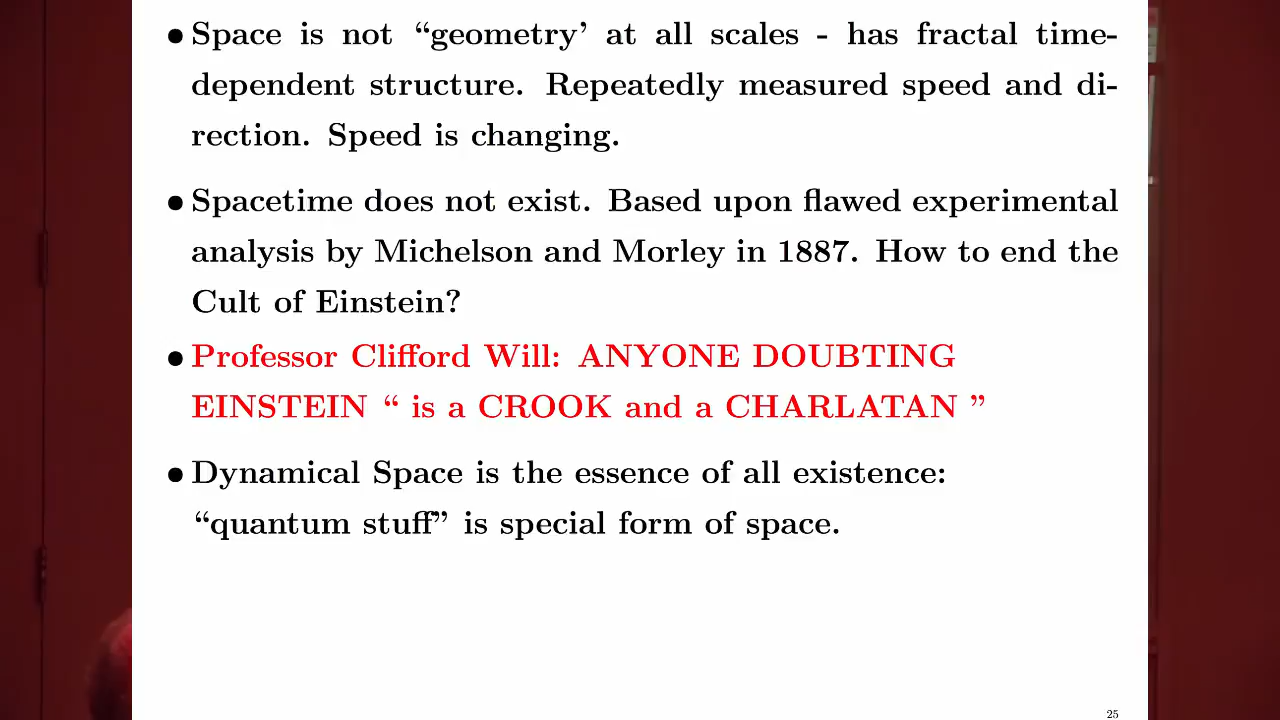 ● Space is not “geometry’ at all scales - has fractal time-
dependent structure. Repeatedly measured speed and di-
rection. Speed is changing.
● Spacetime does not exist. Based upon flawed experimental
analysis by Michelson and Morley in 1887. How to end the
Cult of Einstein?
● Professor Clifford Will: ANYONE DOUBTING
EINSTEIN “ is a CROOK and a CHARLATAN ”
● Dynamical Space is the essence of all existence:
“quantum stuff” is special form of space.
25